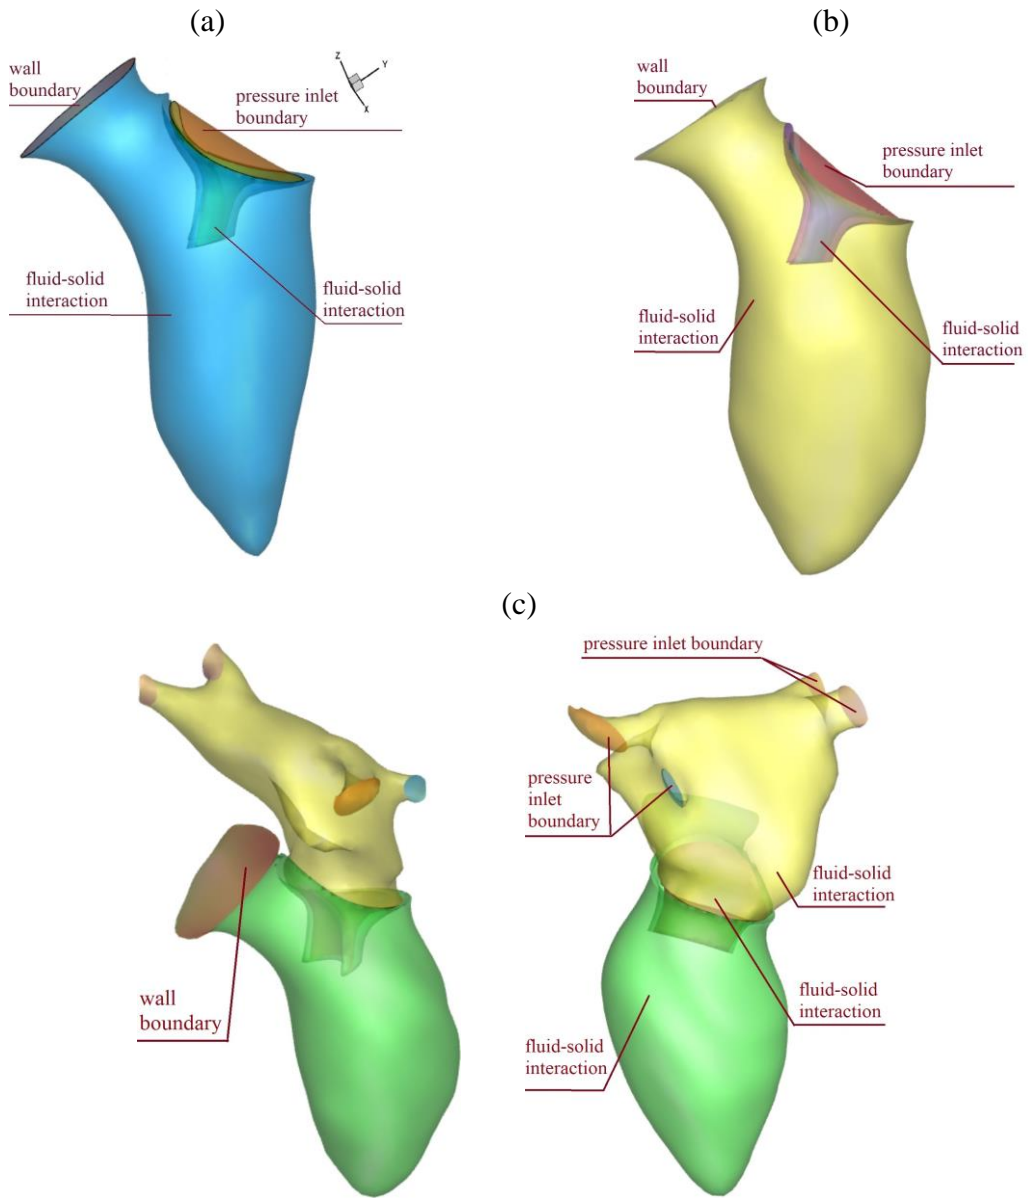 (a)
wall
boundary
pressure inlet
boundary
Z
Y
X
fluid-solid
interaction
fluid-solid
interaction
(b)
wall
boundary
pressure inlet
boundary
fluid-solid
interaction
fluid-solid
interaction
(c)
wall
boundary
pressure inlet boundary
pressure
inlet
boundary
fluid-solid
interaction
fluid-solid
interaction
fluid-solid
interaction